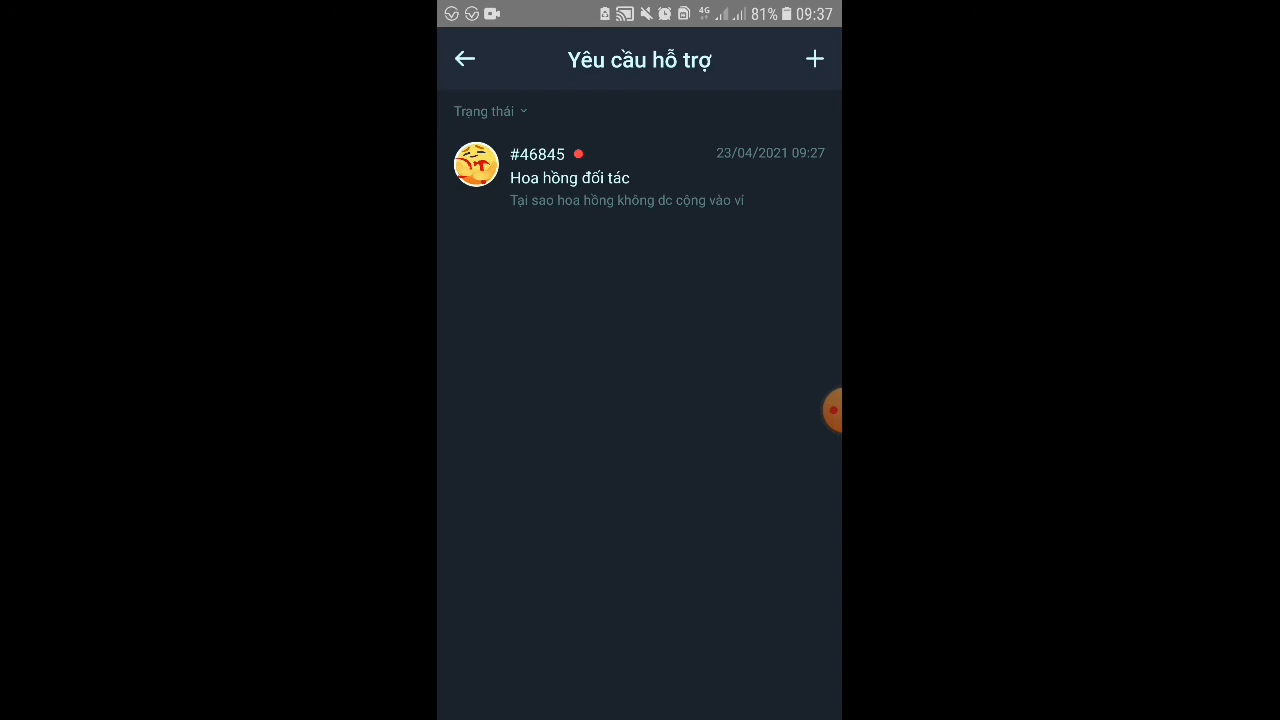 4G 81% 09:37
Yêu cầu hỗ trợ
Trạng thái
#46845 23/04/2021 09:27
Hoa hồng đối tác
Tại sao hoa hồng không dc cộng vào ví